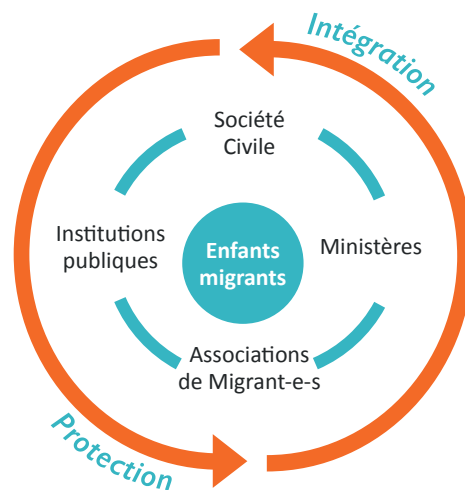 Intégration
Société
Civile
Institutions
publiques
Enfants
migrants
Ministères
Associations
de Migrant-e-s
Protection